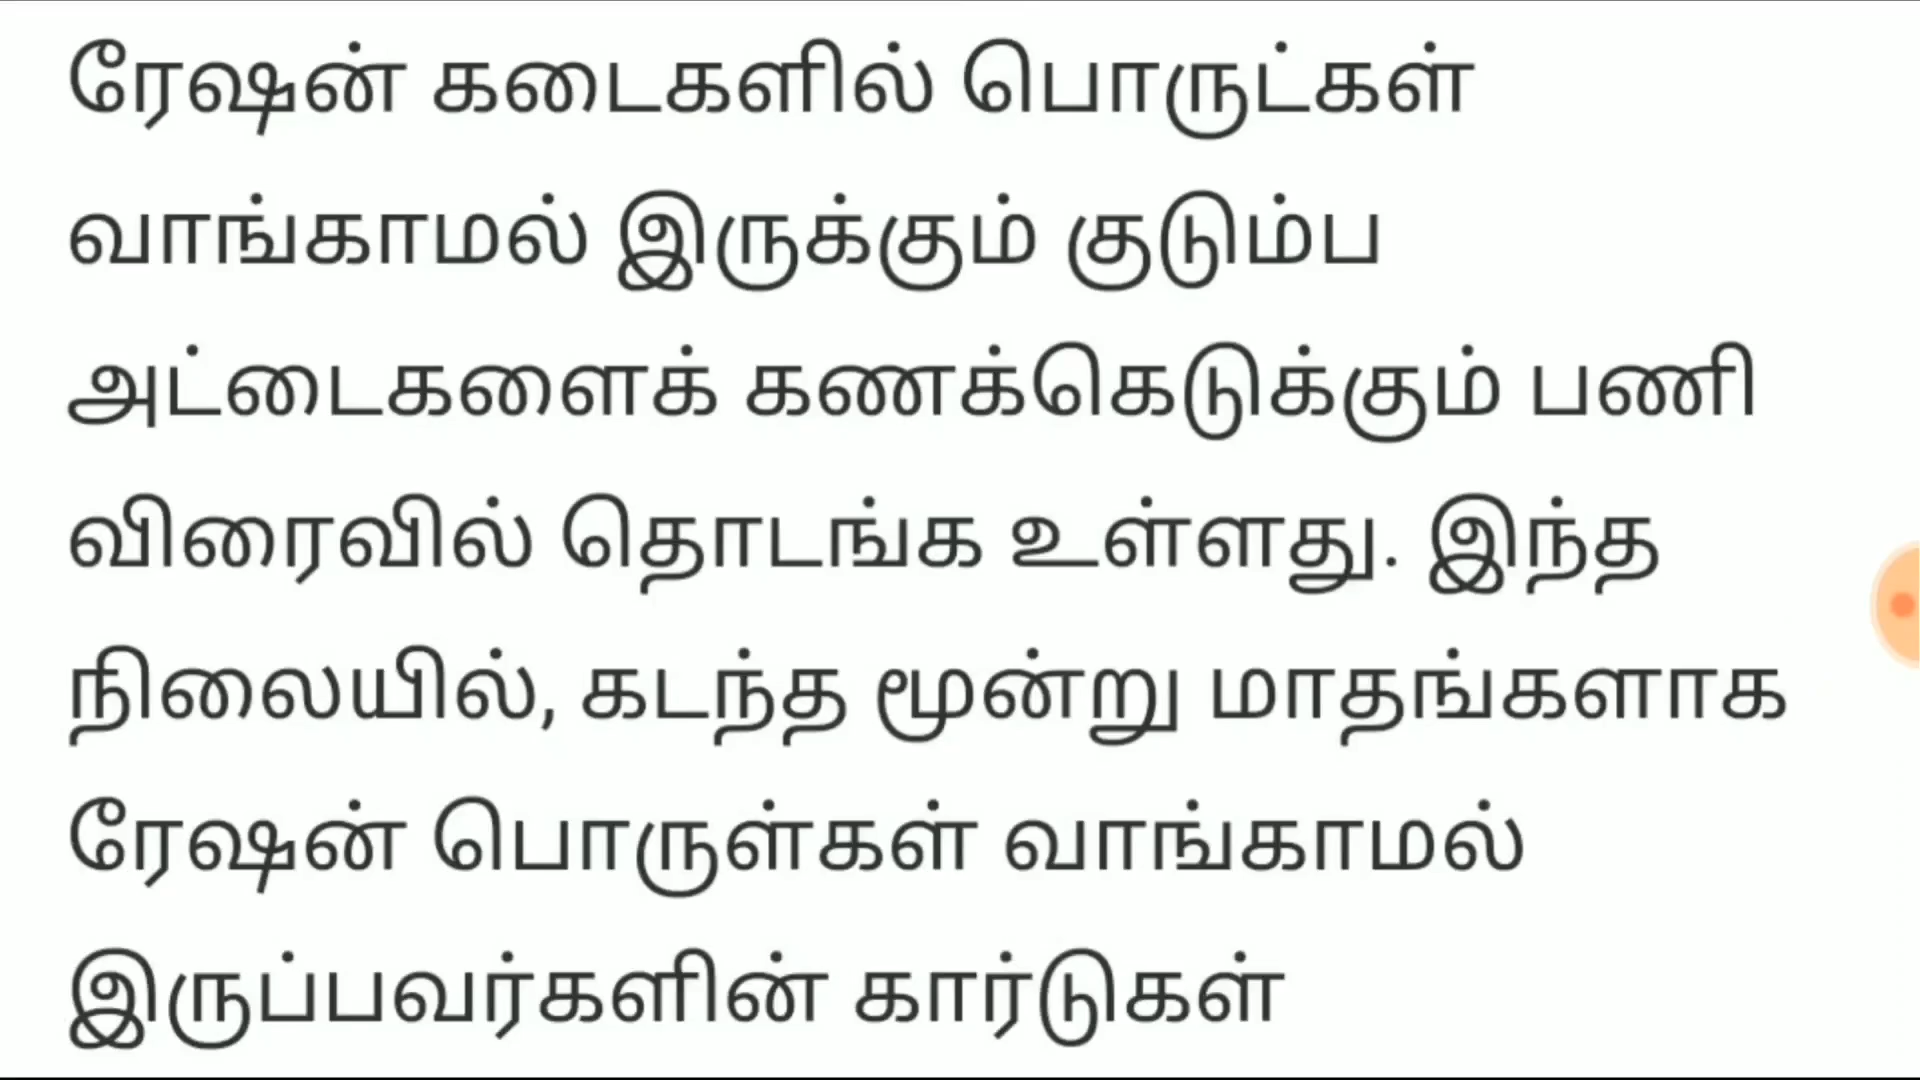 ரேஷன் கடைகளில் பொருட்கள்
வாங்காமல் இருக்கும் குடும்ப
அட்டைகளைக் கணக்கெடுக்கும் பணி
விரைவில் தொடங்க உள்ளது. இந்த
நிலையில், கடந்த மூன்று மாதங்களாக
ரேஷன் பொருள்கள் வாங்காமல்
இருப்பவர்களின் கார்டுகள்